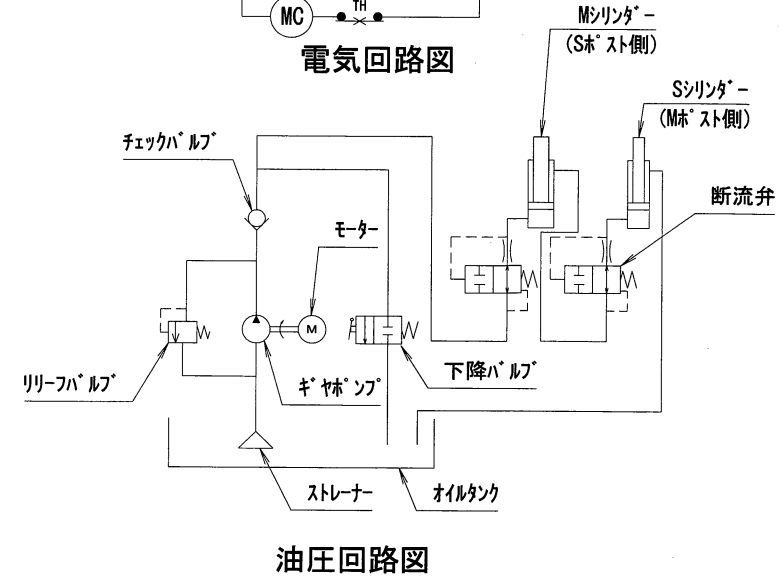 TH
MC
電気回路図
Mシリンダー
(Sポスト側)
Sシリンダー
(Mポスト側)
チェックバルブ
断流弁
モーター
M
リリーフバルブ
ギヤポンプ
下降バルブ
ストレーナー
オイルタンク
油圧回路図